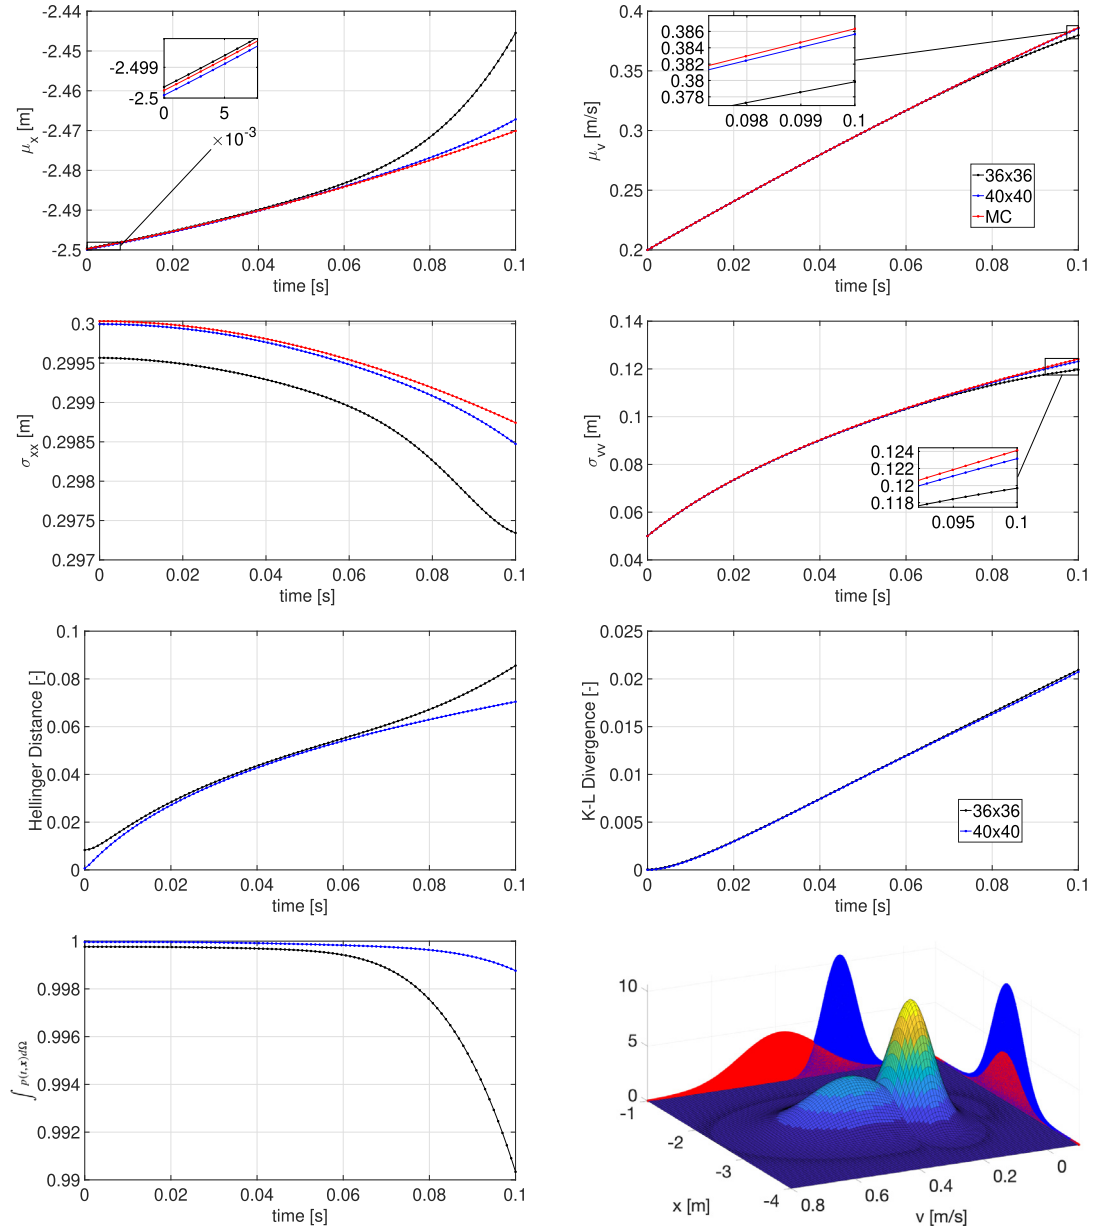 -2.44
-2.45
-2.46
-2.47
-2.48
-2.49
-2.5
μx [m]
-2.499
-2.5
0 5
×10-3
0 0.02 0.04 0.06 0.08 0.1
time [s]
0.4
0.35
0.3
0.25
0.2
μv [m/s]
0.386
0.384
0.382
0.38
0.378
0.098 0.099 0.1
36x36
40x40
MC
0 0.02 0.04 0.06 0.08 0.1
time [s]
0.3
0.2995
0.299
0.2985
0.298
0.2975
0.297
σxx [m]
0 0.02 0.04 0.06 0.08 0.1
time [s]
0.14
0.12
0.1
0.08
0.06
0.04
σvv [m]
0.124
0.122
0.12
0.118
0.095 0.1
0 0.02 0.04 0.06 0.08 0.1
time [s]
0.1
0.08
0.06
0.04
0.02
0
Hellinger Distance [-]
0 0.02 0.04 0.06 0.08 0.1
time [s]
0.025
0.02
0.015
0.01
0.005
0
K-L Divergence [-]
36x36
40x40
0 0.02 0.04 0.06 0.08 0.1
time [s]
1
0.998
0.996
0.994
0.992
0.99
∫ p(t,x)dΩ
0 0.02 0.04 0.06 0.08 0.1
time [s]
10
5
0
-1
-2
-3
-4
x [m]
0.8 0.6 0.4 0.2 0
v [m/s]